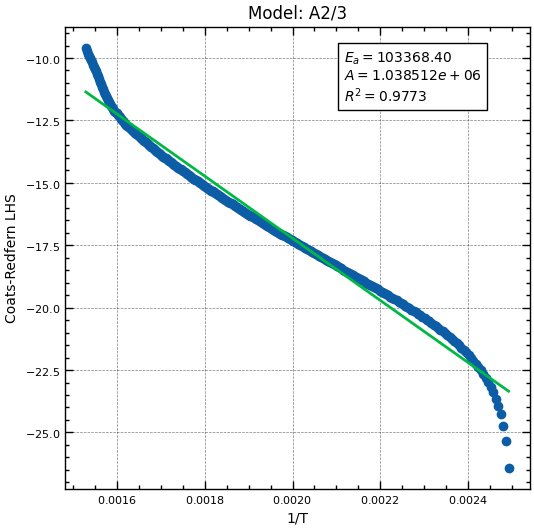 Model: A2/3
E_a = 103368.40
A = 1.038512e + 06
R² = 0.9773
Coats-Redfern LHS
−10.0
−12.5
−15.0
−17.5
−20.0
−22.5
−25.0
0.0016 0.0018 0.0020 0.0022 0.0024
1/T